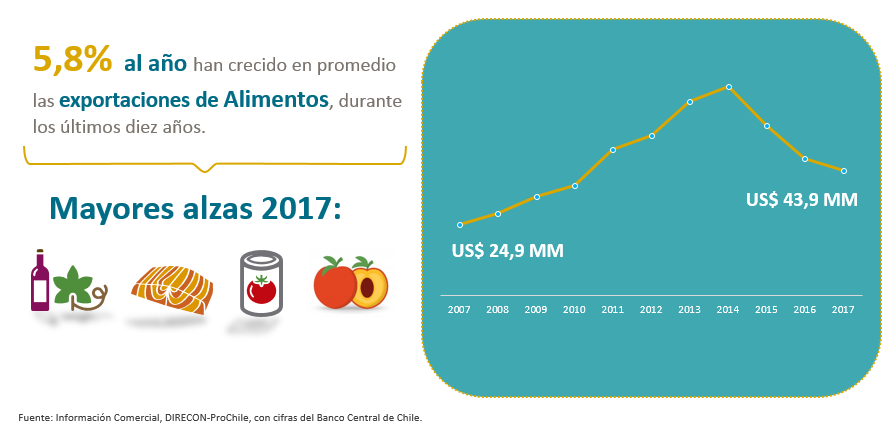 5,8% al año han crecido en promedio
las exportaciones de Alimentos, durante
los últimos diez años.
Mayores alzas 2017:
US$ 24,9 MM
US$ 43,9 MM
2007 2008 2009 2010 2011 2012 2013 2014 2015 2016 2017
Fuente: Información Comercial, DIRECON-ProChile, con cifras del Banco Central de Chile.